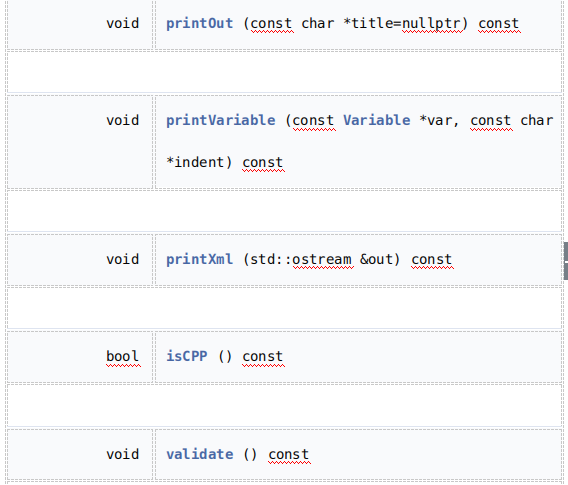 void printOut (const char *title=nullptr) const
void printVariable (const Variable *var, const char
*indent) const
void printXml (std::ostream &out) const
bool isCPP () const
void validate () const